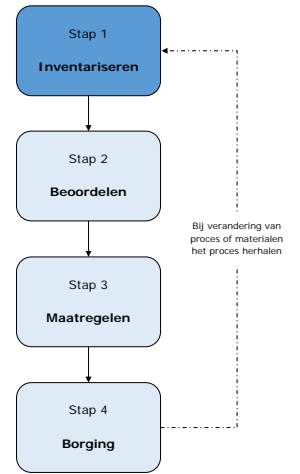 Stap 1
Inventariseren
Stap 2
Beoordelen
Bij verandering van
proces of materialen
het proces herhalen
Stap 3
Maatregelen
Stap 4
Borging